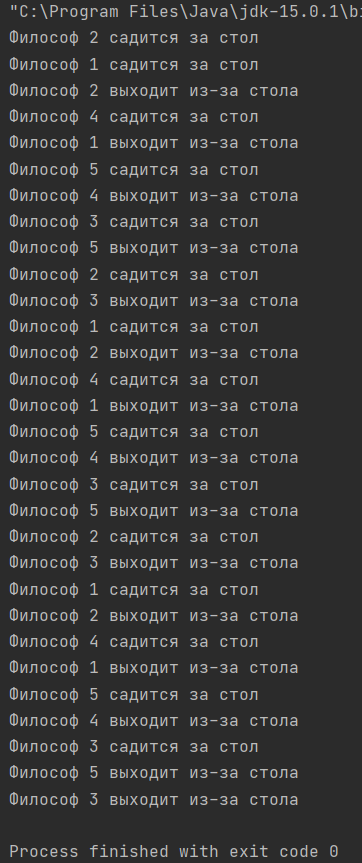 "C:\Program Files\Java\jdk-15.0.1\b
Философ 2 садится за стол
Философ 1 садится за стол
Философ 2 выходит из-за стола
Философ 4 садится за стол
Философ 1 выходит из-за стола
Философ 5 садится за стол
Философ 4 выходит из-за стола
Философ 3 садится за стол
Философ 5 выходит из-за стола
Философ 2 садится за стол
Философ 3 выходит из-за стола
Философ 1 садится за стол
Философ 2 выходит из-за стола
Философ 4 садится за стол
Философ 1 выходит из-за стола
Философ 5 садится за стол
Философ 4 выходит из-за стола
Философ 3 садится за стол
Философ 5 выходит из-за стола
Философ 2 садится за стол
Философ 3 выходит из-за стола
Философ 1 садится за стол
Философ 2 выходит из-за стола
Философ 4 садится за стол
Философ 1 выходит из-за стола
Философ 5 садится за стол
Философ 4 выходит из-за стола
Философ 3 садится за стол
Философ 5 выходит из-за стола
Философ 3 выходит из-за стола
Process finished with exit code 0